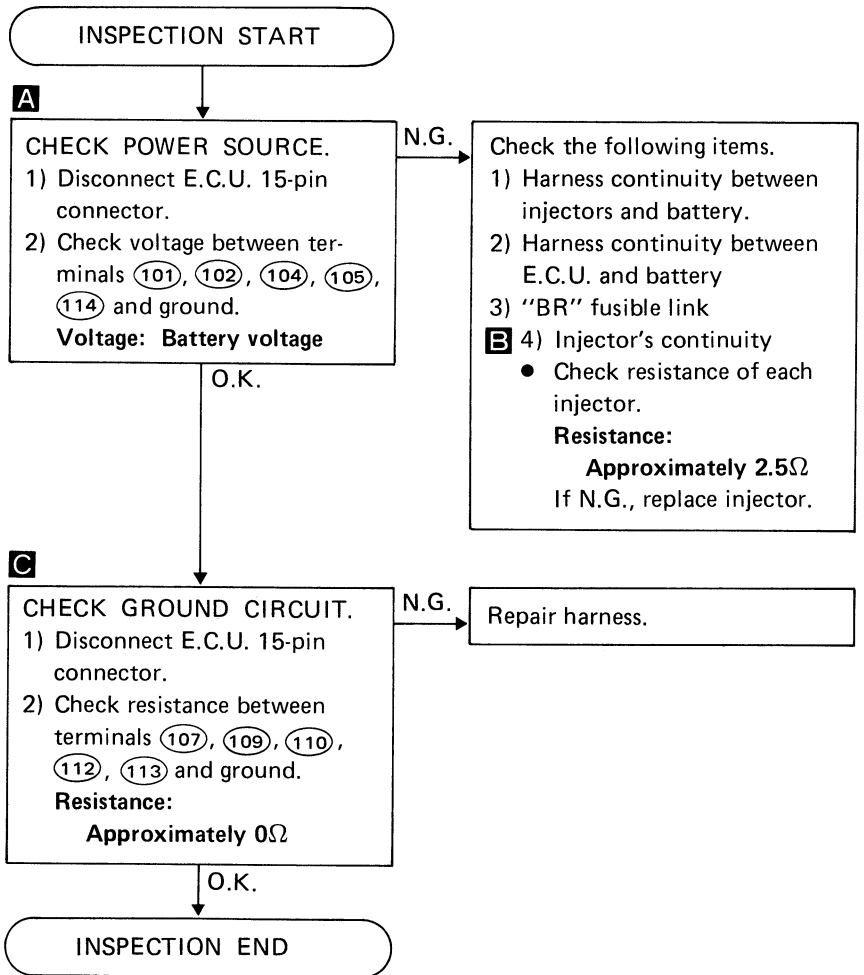 INSPECTION START
A
CHECK POWER SOURCE.
1) Disconnect E.C.U. 15-pin
connector.
2) Check voltage between ter-
minals 101, 102, 104, 105,
114 and ground.
Voltage: Battery voltage
N.G.
Check the following items.
1) Harness continuity between
injectors and battery.
2) Harness continuity between
E.C.U. and battery
3) "BR" fusible link
B 4) Injector's continuity
● Check resistance of each
injector.
Resistance:
Approximately 2.5Ω
If N.G., replace injector.
O.K.
C
CHECK GROUND CIRCUIT.
1) Disconnect E.C.U. 15-pin
connector.
2) Check resistance between
terminals 107, 109, 110,
112, 113 and ground.
Resistance:
Approximately 0Ω
N.G.
Repair harness.
O.K.
INSPECTION END